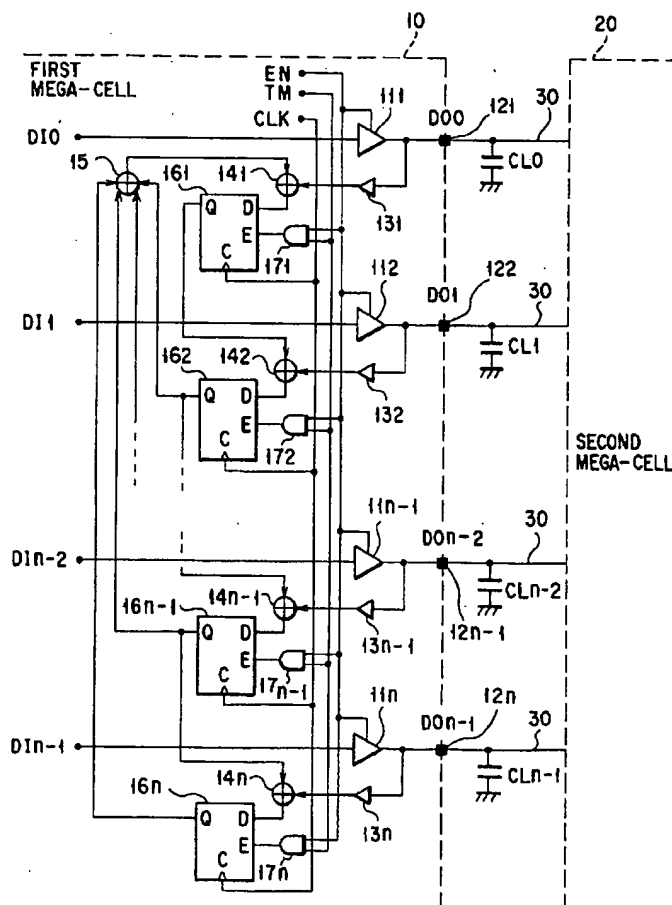 10
20
FIRST
MEGA-CELL
EN
TM
CLK
111
DO0
121
30
DI0
15
161
141
131
CL0
Q
D
E
C
171
112
DO1
122
30
DI1
162
142
132
CL1
Q
D
E
C
172
SECOND
MEGA-CELL
11n-1
DOn-2
30
DIn-2
16n-1
14n-1
13n-1
12n-1
CLn-2
Q
D
E
C
17n-1
11n
DOn-1
12n
30
DIn-1
16n
14n
13n
CLn-1
Q
D
E
C
17n